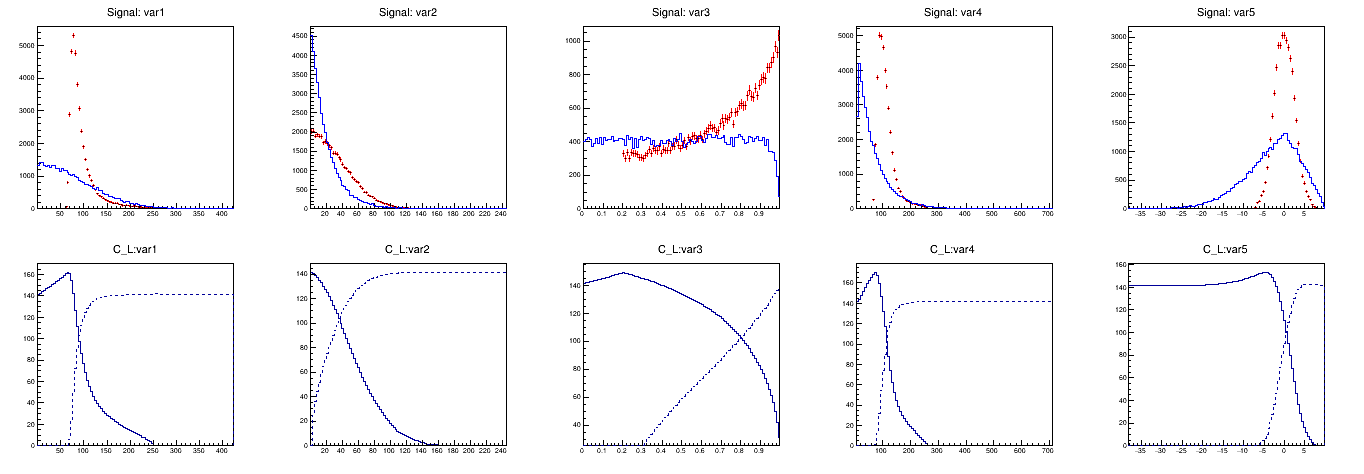 Signal: var1 Signal: var2 Signal: var3 Signal: var4 Signal: var5
5000 4500 1000 5000 3000
4000 4000 800 4000 2500
3000 3500 600 3000 2000
2000 3000 400 2000 1500
1000 2500 200 1000 1000
0 2000 0 0 500
1500 0
1000
500
0
50 100 150 200 250 300 350 400
20 40 60 80 100 120 140 160 180 200 220 240
0 0.1 0.2 0.3 0.4 0.5 0.6 0.7 0.8 0.9
100 200 300 400 500 600 700
-35 -30 -25 -20 -15 -10 -5 0 5
C_L:var1 C_L:var2 C_L:var3 C_L:var4 C_L:var5
160 140 140 160 160
140 120 120 140 140
120 100 100 120 120
100 80 80 100 100
80 60 60 80 80
60 40 40 60 60
40 20 40 40
20 0 20 20
0 0 0
50 100 150 200 250 300 350 400
20 40 60 80 100 120 140 160 180 200 220 240
0 0.1 0.2 0.3 0.4 0.5 0.6 0.7 0.8 0.9
100 200 300 400 500 600 700
-35 -30 -25 -20 -15 -10 -5 0 5